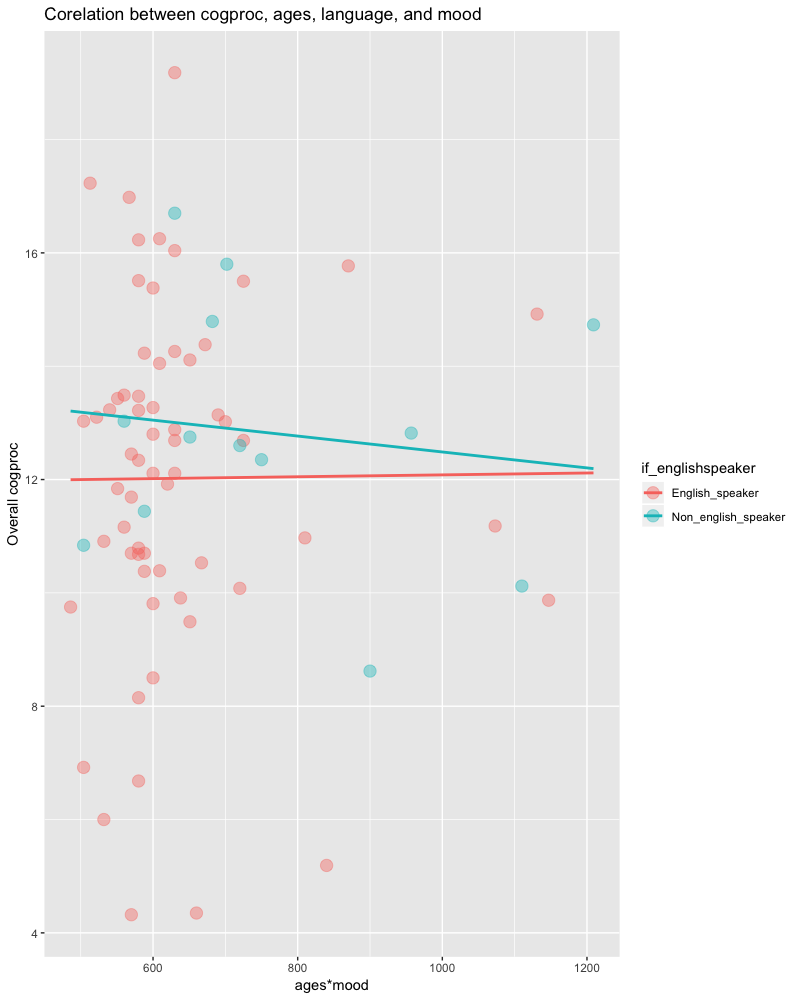 Corelation between cogproc, ages, language, and mood
Overall cogproc
16
12
8
4
600
800
1000
1200
ages*mood
if_englishspeaker
English_speaker
Non_english_speaker